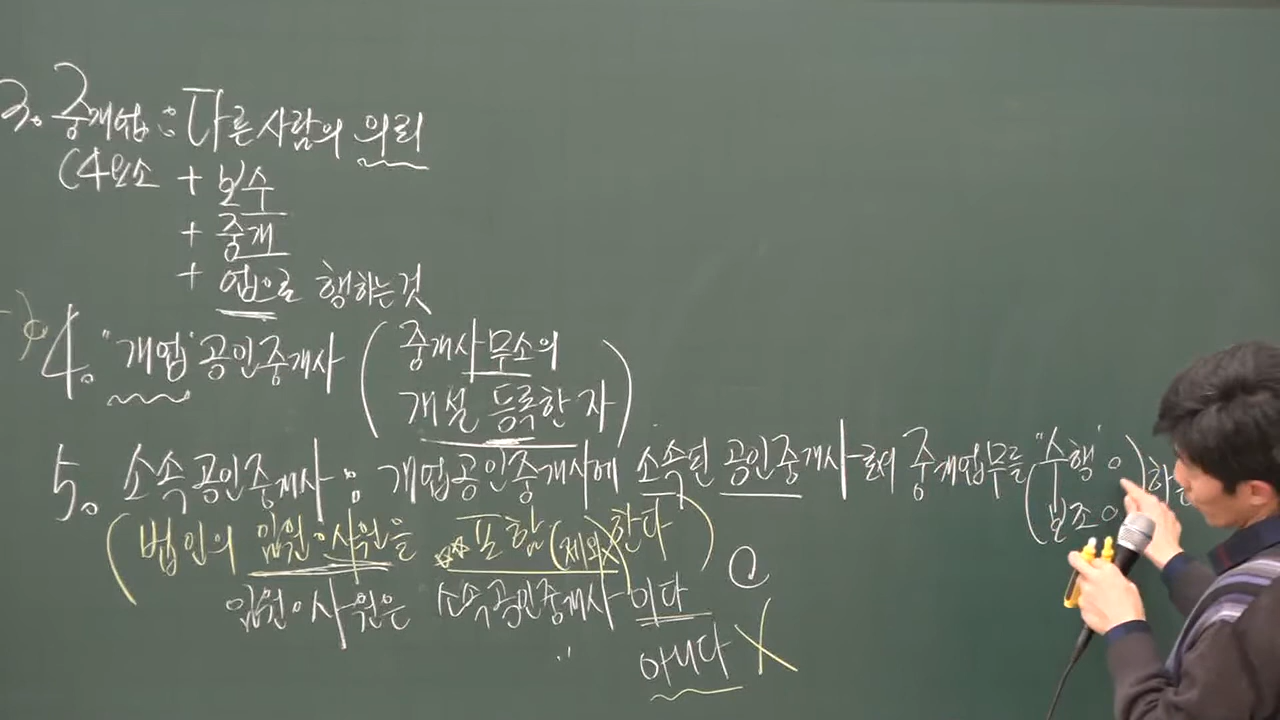 3. 중개업 : 다른 사람의 의뢰
(4요소 + 보수
+ 중개
+ 업으로 행하는것
4. "개업" 공인중개사 (중개사무소의
개설 등록한 자)
5. 소속공인중개사 : 개업공인중개사에 소속된 공인중개사로서 중개업무를 "수행" o
(보조 o) 하는
(법인의 임원·사원을 포함(제외X)한다) O
임원·사원은 소속공인중개사 이다
아니다 X